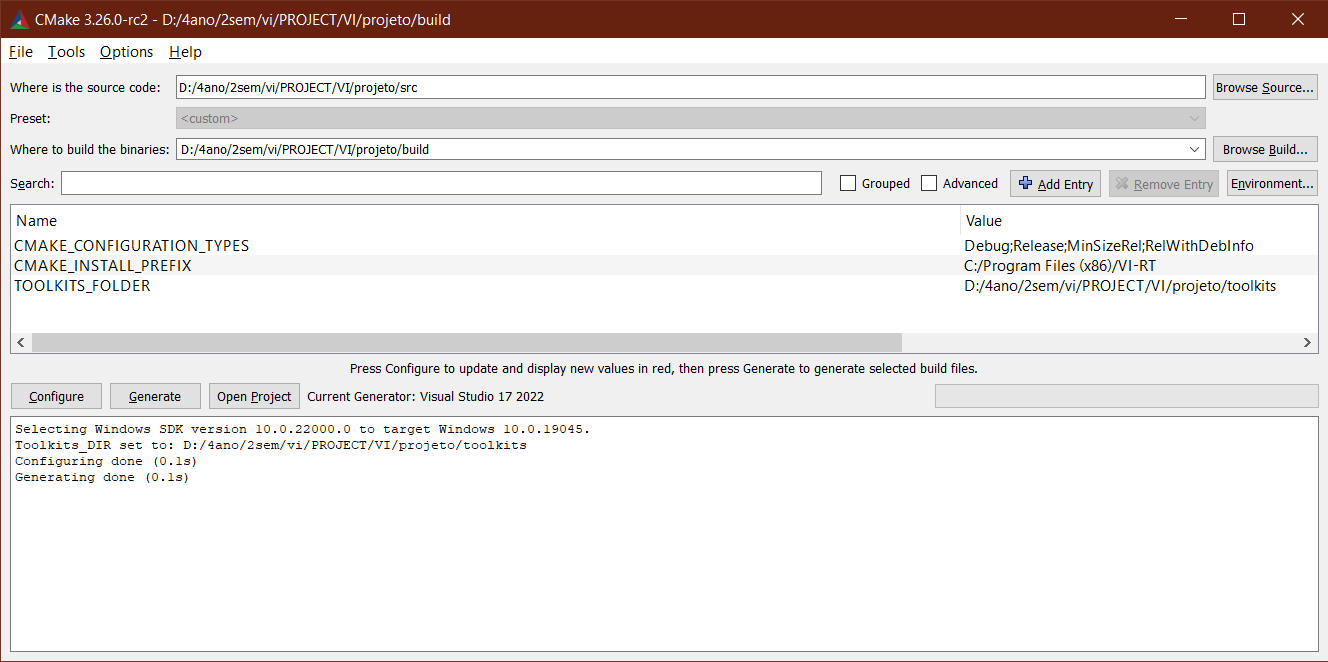 CMake 3.26.0-rc2 - D:/4ano/2sem/vi/PROJECT/VI/projeto/build
File Tools Options Help
Where is the source code: D:/4ano/2sem/vi/PROJECT/VI/projeto/src Browse Source...
Preset: <custom>
Where to build the binaries: D:/4ano/2sem/vi/PROJECT/VI/projeto/build Browse Build...
Search: Grouped Advanced Add Entry Remove Entry Environment...
Name Value
CMAKE_CONFIGURATION_TYPES Debug;Release;MinSizeRel;RelWithDebInfo
CMAKE_INSTALL_PREFIX C:/Program Files (x86)/VI-RT
TOOLKITS_FOLDER D:/4ano/2sem/vi/PROJECT/VI/projeto/toolkits
Press Configure to update and display new values in red, then press Generate to generate selected build files.
Configure Generate Open Project Current Generator: Visual Studio 17 2022
Selecting Windows SDK version 10.0.22000.0 to target Windows 10.0.19045.
Toolkits_DIR set to: D:/4ano/2sem/vi/PROJECT/VI/projeto/toolkits
Configuring done (0.1s)
Generating done (0.1s)